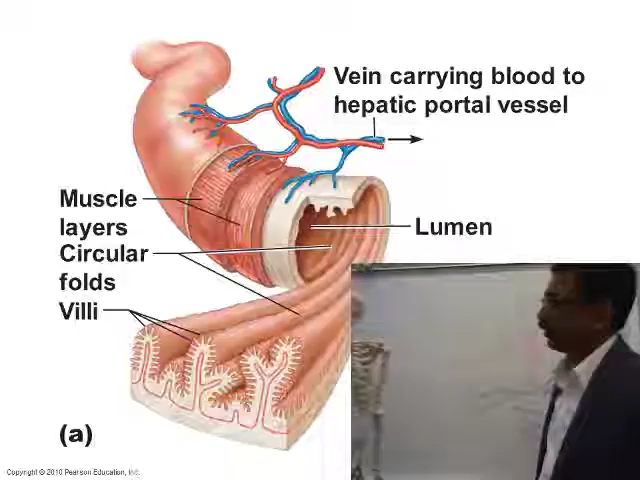 Vein carrying blood to
hepatic portal vessel
Muscle
layers
Lumen
Circular
folds
Villi
(a)
Copyright © 2010 Pearson Education, Inc.